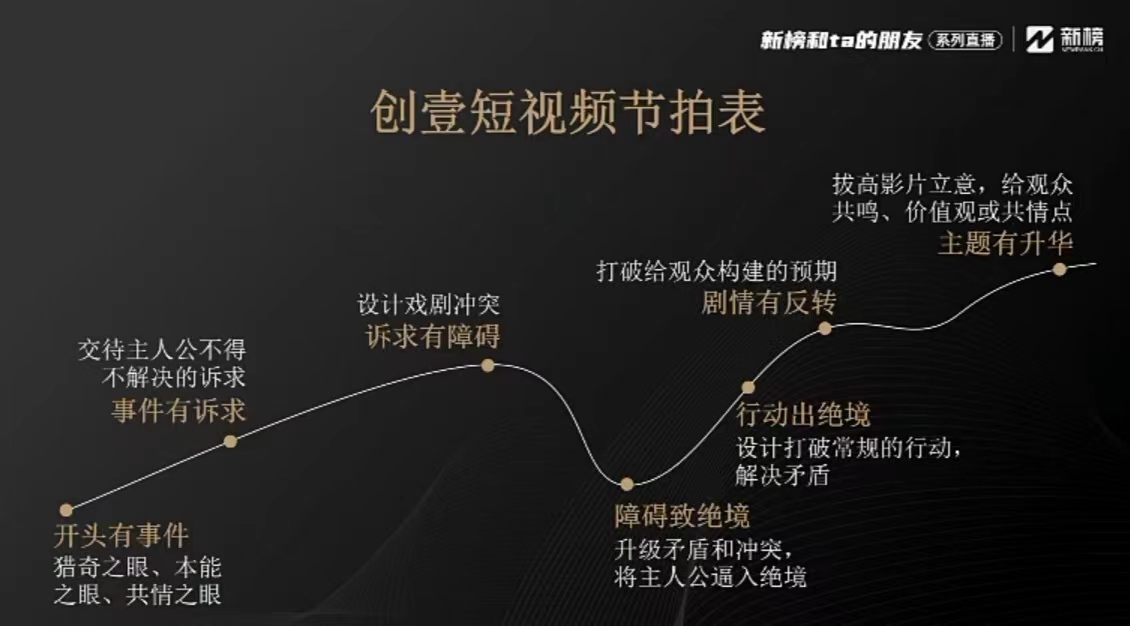 新榜和ta的朋友 系列直播 新榜
创壹短视频节拍表
拔高影片立意，给观众
共鸣、价值观或共情点
主题有升华
打破给观众构建的预期
剧情有反转
设计戏剧冲突
诉求有障碍
交待主人公不得
不解决的诉求
事件有诉求
行动出绝境
设计打破常规的行动，
解决矛盾
开头有事件
猎奇之眼、本能
之眼、共情之眼
障碍致绝境
升级矛盾和冲突，
将主人公逼入绝境